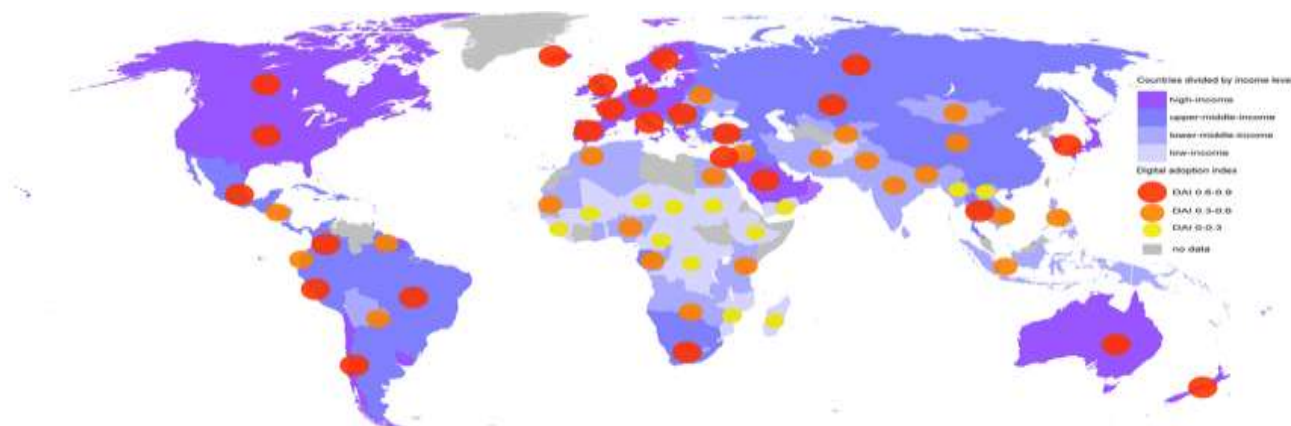 Countries divided by income level
high-income
upper-middle-income
lower-middle-income
low-income
Digital adoption index
DAI 0.6-0.9
DAI 0.3-0.6
DAI 0-0.3
no data